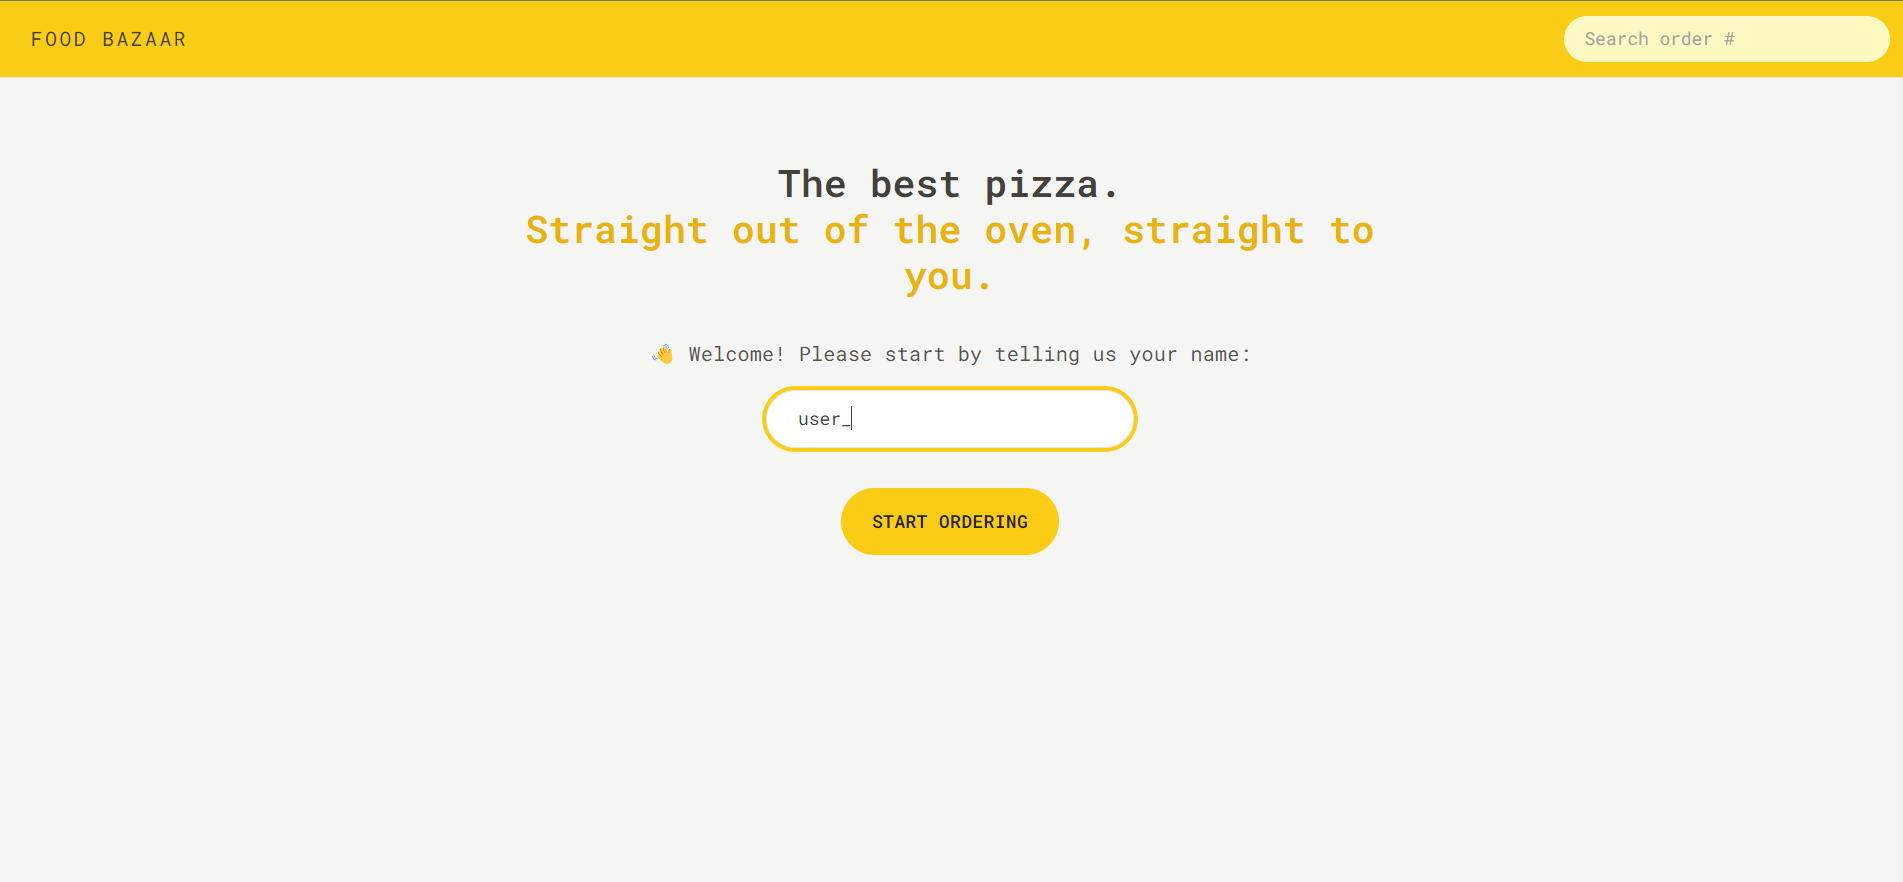 FOOD BAZAAR
Search order #
The best pizza.
Straight out of the oven, straight to
you.
👋 Welcome! Please start by telling us your name:
user_
START ORDERING